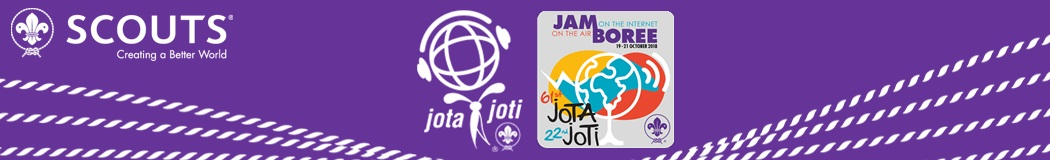 SCOUTS®
Creating a Better World
jota joti
®
JAM ON THE INTERNET
ON THE AIR BOREE
19-21 OCTOBER 2018
61st
JOTA
22nd JOTI